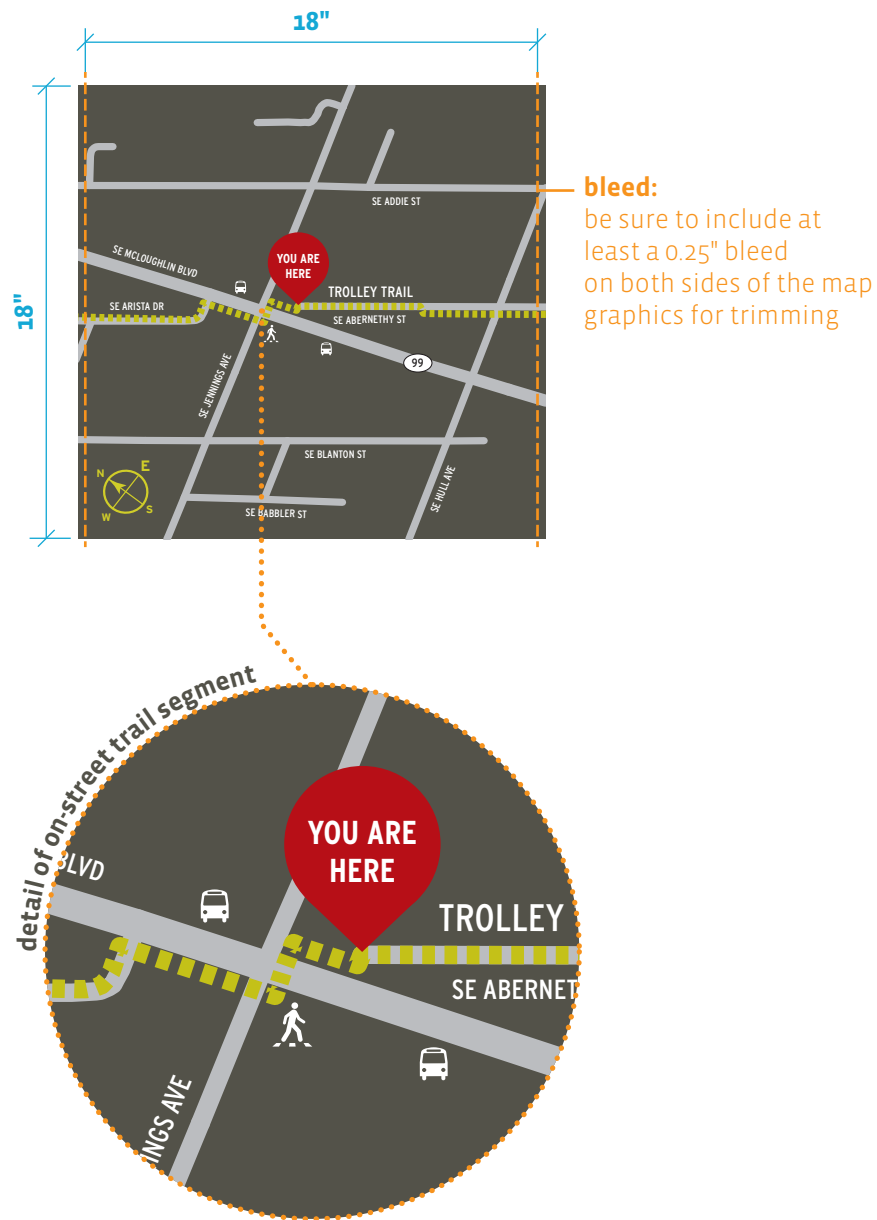 18"
18"
bleed:
be sure to include at
least a 0.25" bleed
on both sides of the map
graphics for trimming
SE ADDIE ST
SE MCLOUGHLIN BLVD
YOU ARE
HERE
TROLLEY TRAIL
SE ARISTA DR
SE ABERNETHY ST
99
SE JENNINGS AVE
SE BLANTON ST
SE HULL AVE
N
E
W
S
SE BABBLER ST
detail of on-street trail segment
YOU ARE
HERE
BLVD
TROLLEY
SE ABERNET
INGS AVE